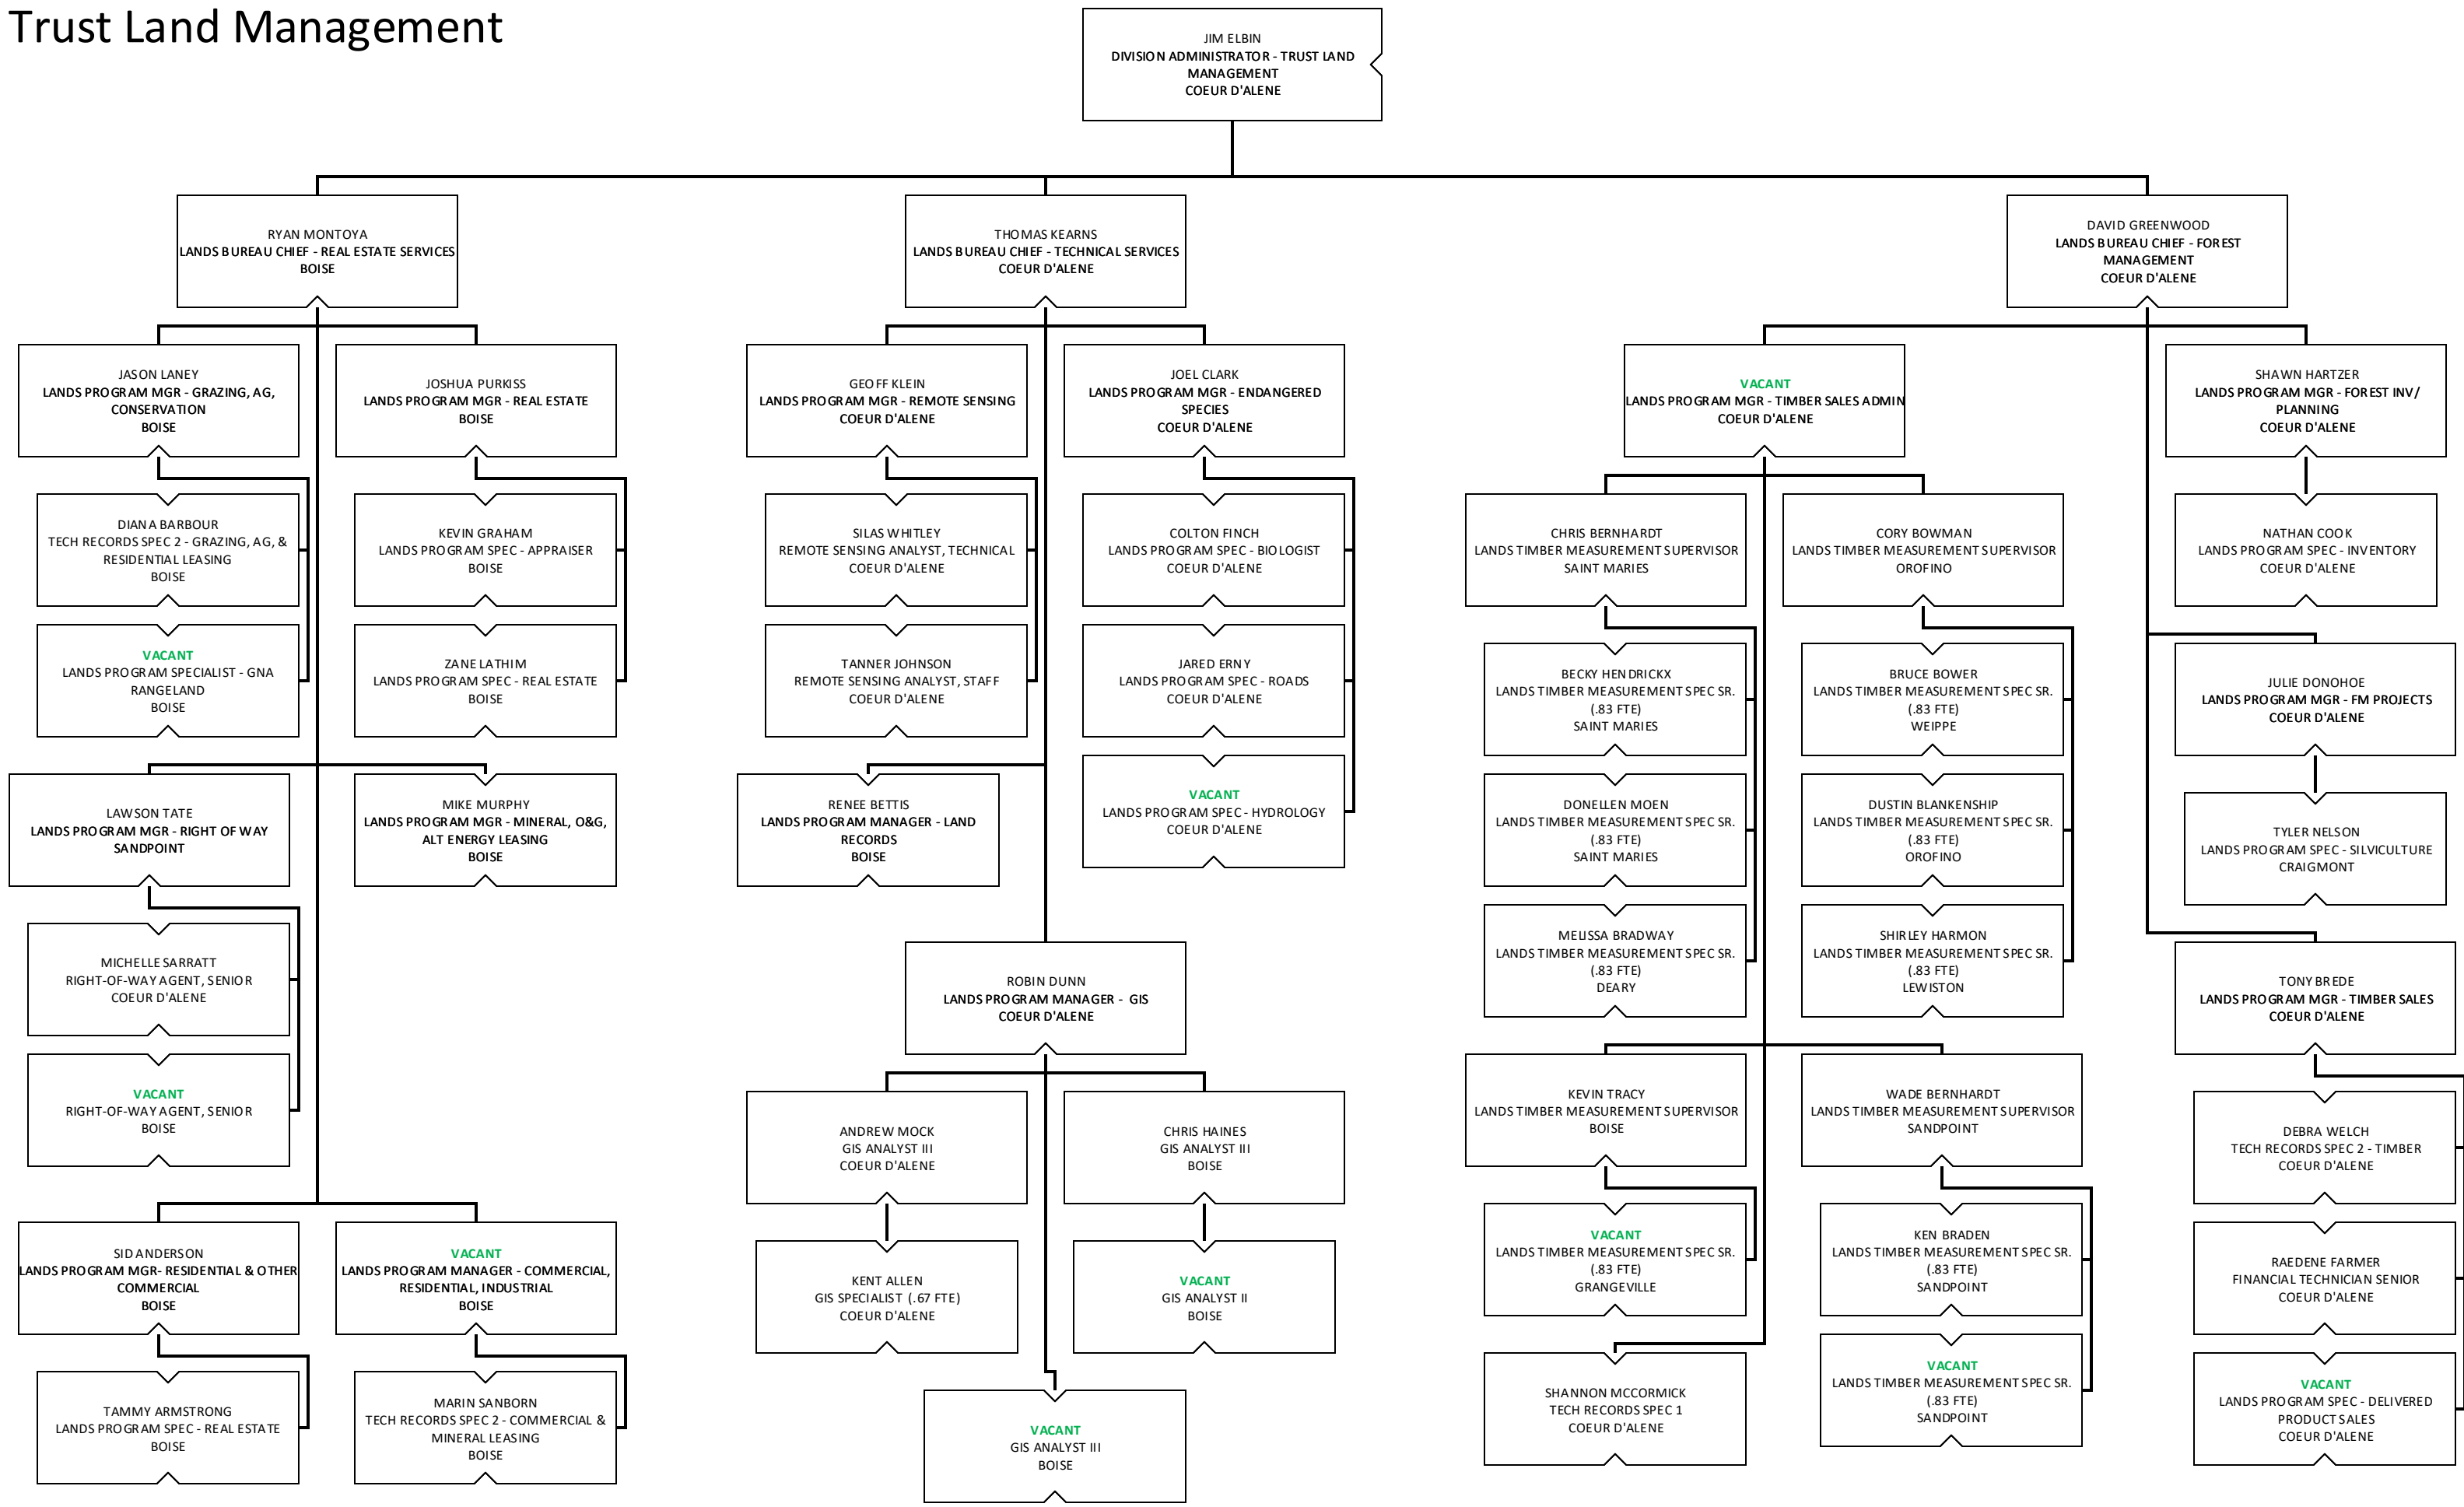 Trust Land Management
JIM ELBIN
DIVISION ADMINISTRATOR - TRUST LAND
MANAGEMENT
COEUR D'ALENE
RYAN MONTOYA
LANDS BUREAU CHIEF - REAL ESTATE SERVICES
BOISE
THOMAS KEARNS
LANDS BUREAU CHIEF - TECHNICAL SERVICES
COEUR D'ALENE
DAVID GREENWOOD
LANDS BUREAU CHIEF - FOREST
MANAGEMENT
COEUR D'ALENE
JASON LANEY
LANDS PROGRAM MGR - GRAZING, AG,
CONSERVATION
BOISE
JOSHUA PURKISS
LANDS PROGRAM MGR - REAL ESTATE
BOISE
GEOFF KLEIN
LANDS PROGRAM MGR - REMOTE SENSING
COEUR D'ALENE
JOEL CLARK
LANDS PROGRAM MGR - ENDANGERED
SPECIES
COEUR D'ALENE
VACANT
LANDS PROGRAM MGR - TIMBER SALES ADMIN
COEUR D'ALENE
SHAWN HARTZER
LANDS PROGRAM MGR - FOREST INV/
PLANNING
COEUR D'ALENE
DIANA BARBOUR
TECH RECORDS SPEC 2 - GRAZING, AG, &
RESIDENTIAL LEASING
BOISE
KEVIN GRAHAM
LANDS PROGRAM SPEC - APPRAISER
BOISE
SILAS WHITLEY
REMOTE SENSING ANALYST, TECHNICAL
COEUR D'ALENE
COLTON FINCH
LANDS PROGRAM SPEC - BIOLOGIST
COEUR D'ALENE
CHRIS BERNHARDT
LANDS TIMBER MEASUREMENT SUPERVISOR
SAINT MARIES
CORY BOWMAN
LANDS TIMBER MEASUREMENT SUPERVISOR
OROFINO
NATHAN COOK
LANDS PROGRAM SPEC - INVENTORY
COEUR D'ALENE
VACANT
LANDS PROGRAM SPECIALIST - GNA
RANGELAND
BOISE
ZANE LATHIM
LANDS PROGRAM SPEC - REAL ESTATE
BOISE
TANNER JOHNSON
REMOTE SENSING ANALYST, STAFF
COEUR D'ALENE
JARED ERNY
LANDS PROGRAM SPEC - ROADS
COEUR D'ALENE
BECKY HENDRICKX
LANDS TIMBER MEASUREMENT SPEC SR.
(.83 FTE)
SAINT MARIES
BRUCE BOWER
LANDS TIMBER MEASUREMENT SPEC SR.
(.83 FTE)
WEIPPE
JULIE DONOHOE
LANDS PROGRAM MGR - FM PROJECTS
COEUR D'ALENE
LAWSON TATE
LANDS PROGRAM MGR - RIGHT OF WAY
SANDPOINT
MIKE MURPHY
LANDS PROGRAM MGR - MINERAL, O&G,
ALT ENERGY LEASING
BOISE
RENEE BETTIS
LANDS PROGRAM MANAGER - LAND
RECORDS
BOISE
VACANT
LANDS PROGRAM SPEC - HYDROLOGY
COEUR D'ALENE
DONELLEN MOEN
LANDS TIMBER MEASUREMENT SPEC SR.
(.83 FTE)
SAINT MARIES
DUSTIN BLANKENSHIP
LANDS TIMBER MEASUREMENT SPEC SR.
(.83 FTE)
OROFINO
TYLER NELSON
LANDS PROGRAM SPEC - SILVICULTURE
CRAIGMONT
MICHELLE SARRATT
RIGHT-OF-WAY AGENT, SENIOR
COEUR D'ALENE
ROBIN DUNN
LANDS PROGRAM MANAGER - GIS
COEUR D'ALENE
MELISSA BRADWAY
LANDS TIMBER MEASUREMENT SPEC SR.
(.83 FTE)
DEARY
SHIRLEY HARMON
LANDS TIMBER MEASUREMENT SPEC SR.
(.83 FTE)
LEWISTON
TONY BREDE
LANDS PROGRAM MGR - TIMBER SALES
COEUR D'ALENE
VACANT
RIGHT-OF-WAY AGENT, SENIOR
BOISE
ANDREW MOCK
GIS ANALYST III
COEUR D'ALENE
CHRIS HAINES
GIS ANALYST III
BOISE
KEVIN TRACY
LANDS TIMBER MEASUREMENT SUPERVISOR
BOISE
WADE BERNHARDT
LANDS TIMBER MEASUREMENT SUPERVISOR
SANDPOINT
DEBRA WELCH
TECH RECORDS SPEC 2 - TIMBER
COEUR D'ALENE
SID ANDERSON
LANDS PROGRAM MGR- RESIDENTIAL & OTHER
COMMERCIAL
BOISE
VACANT
LANDS PROGRAM MANAGER - COMMERCIAL,
RESIDENTIAL, INDUSTRIAL
BOISE
KENT ALLEN
GIS SPECIALIST (.67 FTE)
COEUR D'ALENE
VACANT
GIS ANALYST II
BOISE
VACANT
LANDS TIMBER MEASUREMENT SPEC SR.
(.83 FTE)
GRANGEVILLE
KEN BRADEN
LANDS TIMBER MEASUREMENT SPEC SR.
(.83 FTE)
SANDPOINT
RAEDENE FARMER
FINANCIAL TECHNICIAN SENIOR
COEUR D'ALENE
TAMMY ARMSTRONG
LANDS PROGRAM SPEC - REAL ESTATE
BOISE
MARIN SANBORN
TECH RECORDS SPEC 2 - COMMERCIAL &
MINERAL LEASING
BOISE
VACANT
GIS ANALYST III
BOISE
SHANNON MCCORMICK
TECH RECORDS SPEC 1
COEUR D'ALENE
VACANT
LANDS TIMBER MEASUREMENT SPEC SR.
(.83 FTE)
SANDPOINT
VACANT
LANDS PROGRAM SPEC - DELIVERED
PRODUCT SALES
COEUR D'ALENE